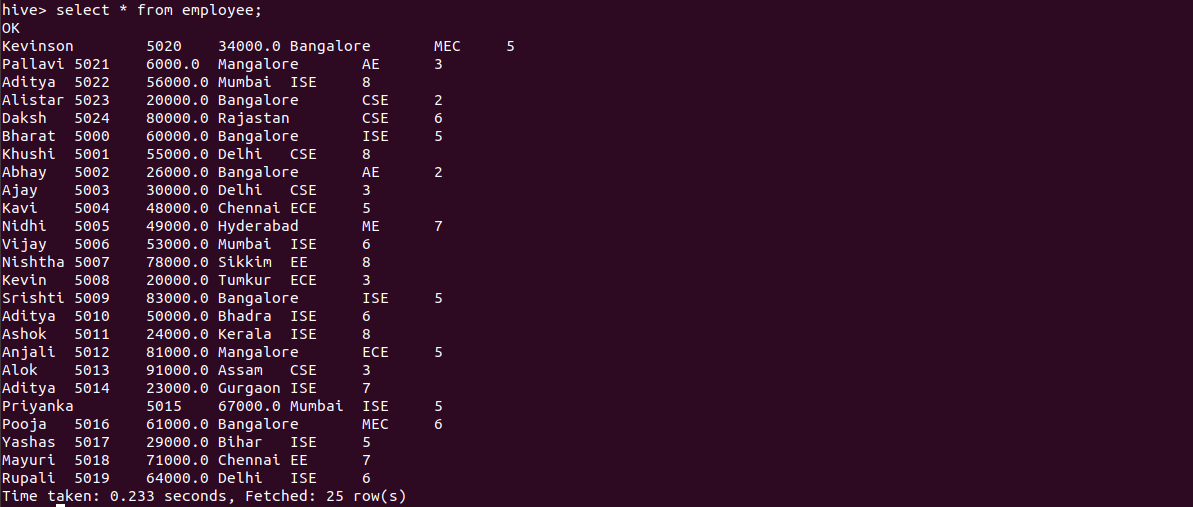 hive> select * from employee;
OK
Kevinson 5020 34000.0 Bangalore MEC 5
Pallavi 5021 6000.0 Mangalore AE 3
Aditya 5022 56000.0 Mumbai ISE 8
Alistar 5023 20000.0 Bangalore CSE 2
Daksh 5024 80000.0 Rajastan CSE 6
Bharat 5000 60000.0 Bangalore ISE 5
Khushi 5001 55000.0 Delhi CSE 8
Abhay 5002 26000.0 Bangalore AE 2
Ajay 5003 30000.0 Delhi CSE 3
Kavi 5004 48000.0 Chennai ECE 5
Nidhi 5005 49000.0 Hyderabad ME 7
Vijay 5006 53000.0 Mumbai ISE 6
Nishtha 5007 78000.0 Sikkim EE 8
Kevin 5008 20000.0 Tumkur ECE 3
Srishti 5009 83000.0 Bangalore ISE 5
Aditya 5010 50000.0 Bhadra ISE 6
Ashok 5011 24000.0 Kerala ISE 8
Anjali 5012 81000.0 Mangalore ECE 5
Alok 5013 91000.0 Assam CSE 3
Aditya 5014 23000.0 Gurgaon ISE 7
Priyanka 5015 67000.0 Mumbai ISE 5
Pooja 5016 61000.0 Bangalore MEC 6
Yashas 5017 29000.0 Bihar ISE 5
Mayuri 5018 71000.0 Chennai EE 7
Rupali 5019 64000.0 Delhi ISE 6
Time taken: 0.233 seconds, Fetched: 25 row(s)